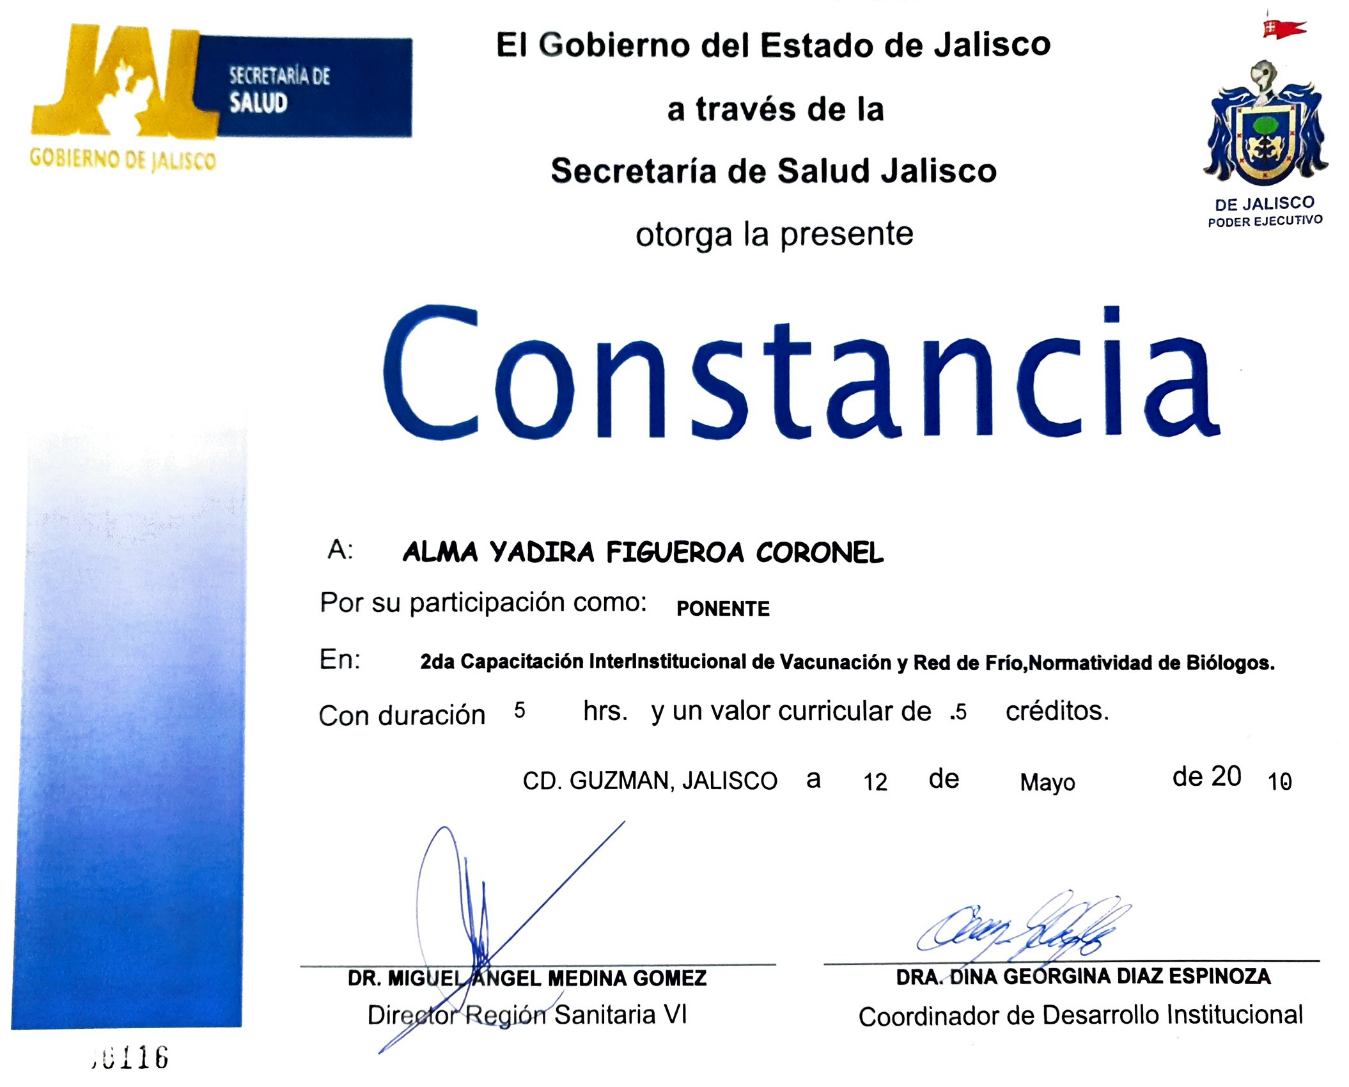 JAL
SECRETARÍA DE
SALUD
GOBIERNO DE JALISCO
El Gobierno del Estado de Jalisco
a través de la
Secretaría de Salud Jalisco
otorga la presente
DE JALISCO
PODER EJECUTIVO
Constancia
A: ALMA YADIRA FIGUEROA CORONEL
Por su participación como: PONENTE
En: 2da Capacitación InterInstitucional de Vacunación y Red de Frío,Normatividad de Biólogos.
Con duración 5 hrs. y un valor curricular de .5 créditos.
CD. GUZMAN, JALISCO a 12 de Mayo de 20 10
DR. MIGUEL ANGEL MEDINA GOMEZ
Director Región Sanitaria VI
DRA. DINA GEORGINA DIAZ ESPINOZA
Coordinador de Desarrollo Institucional